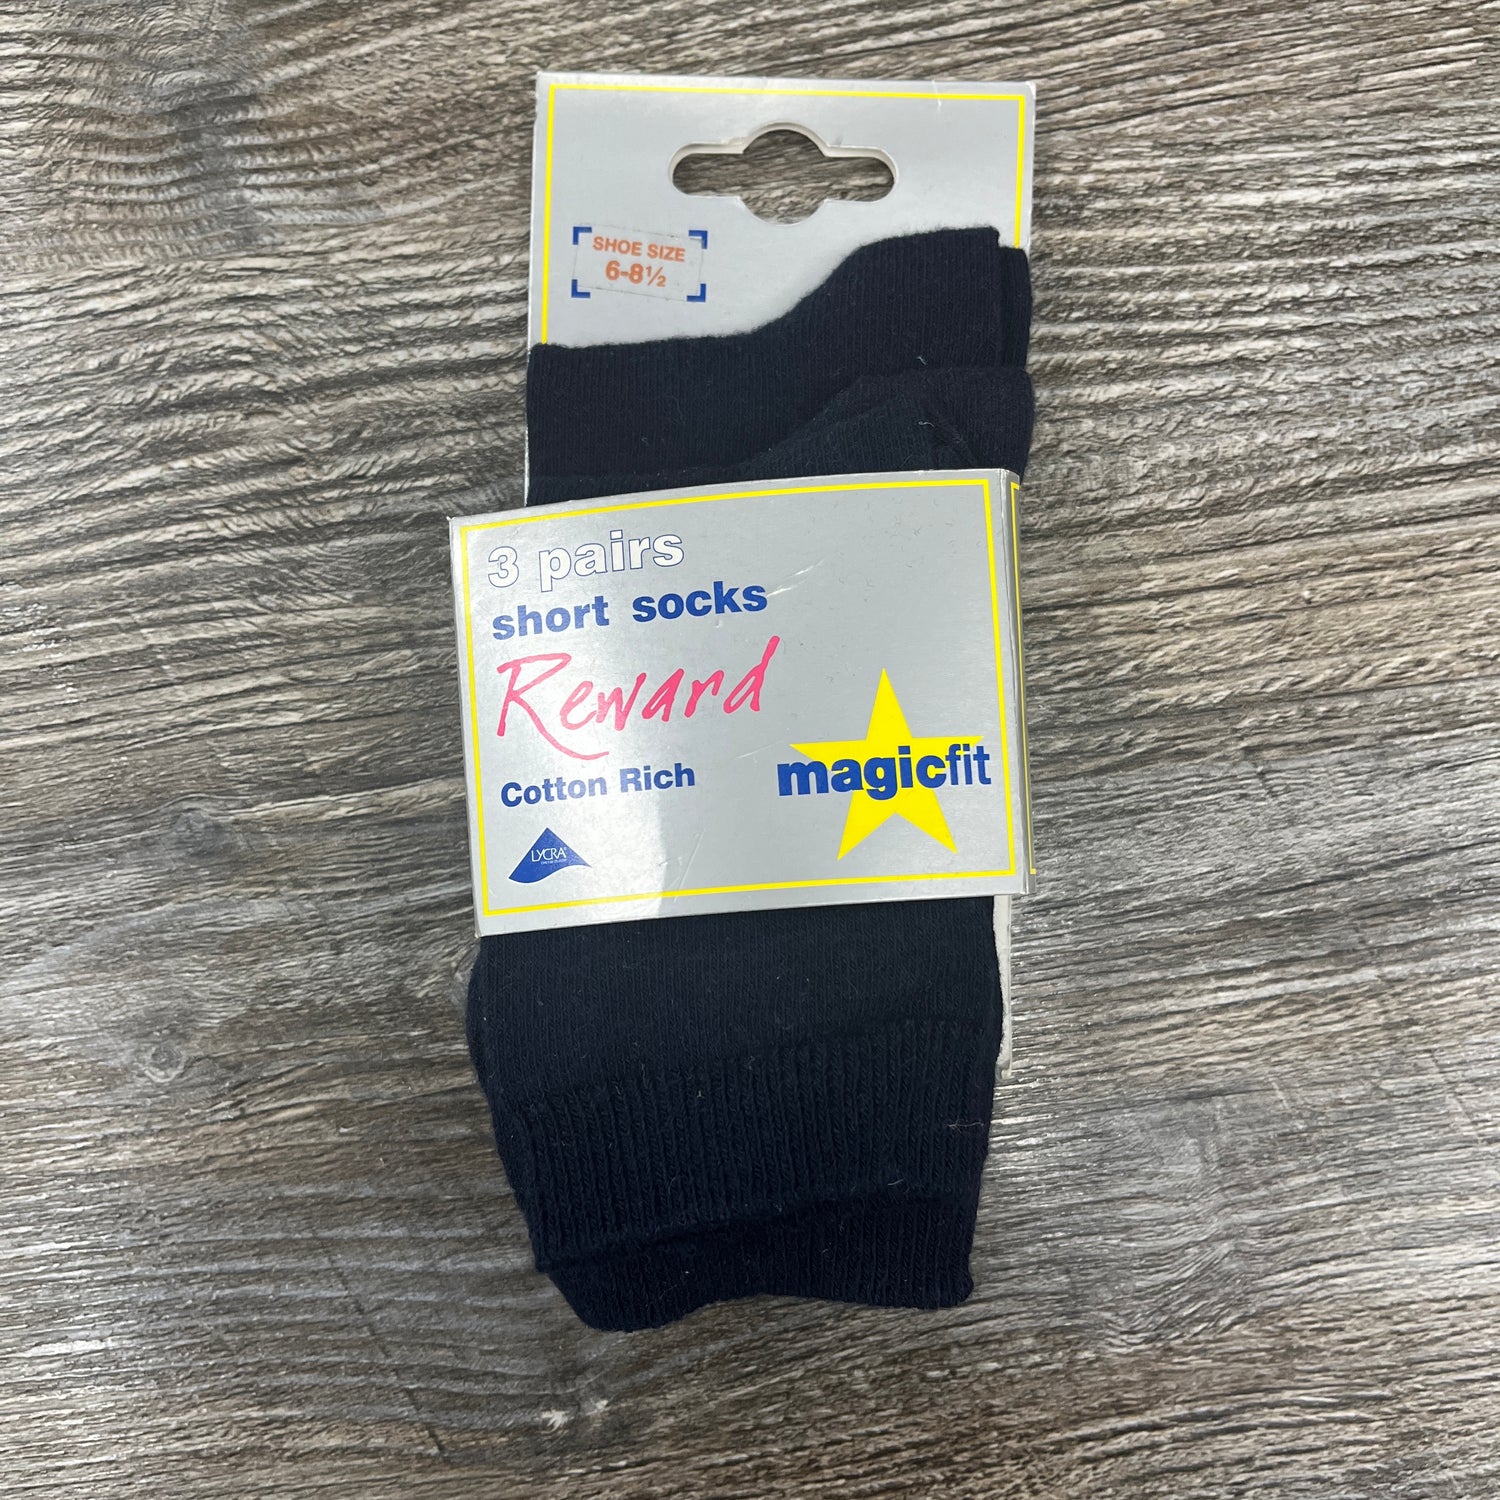 SHOE SIZE
6-8½
3 pairs
short socks
Reward
Cotton Rich
magicfit
LYCRA®